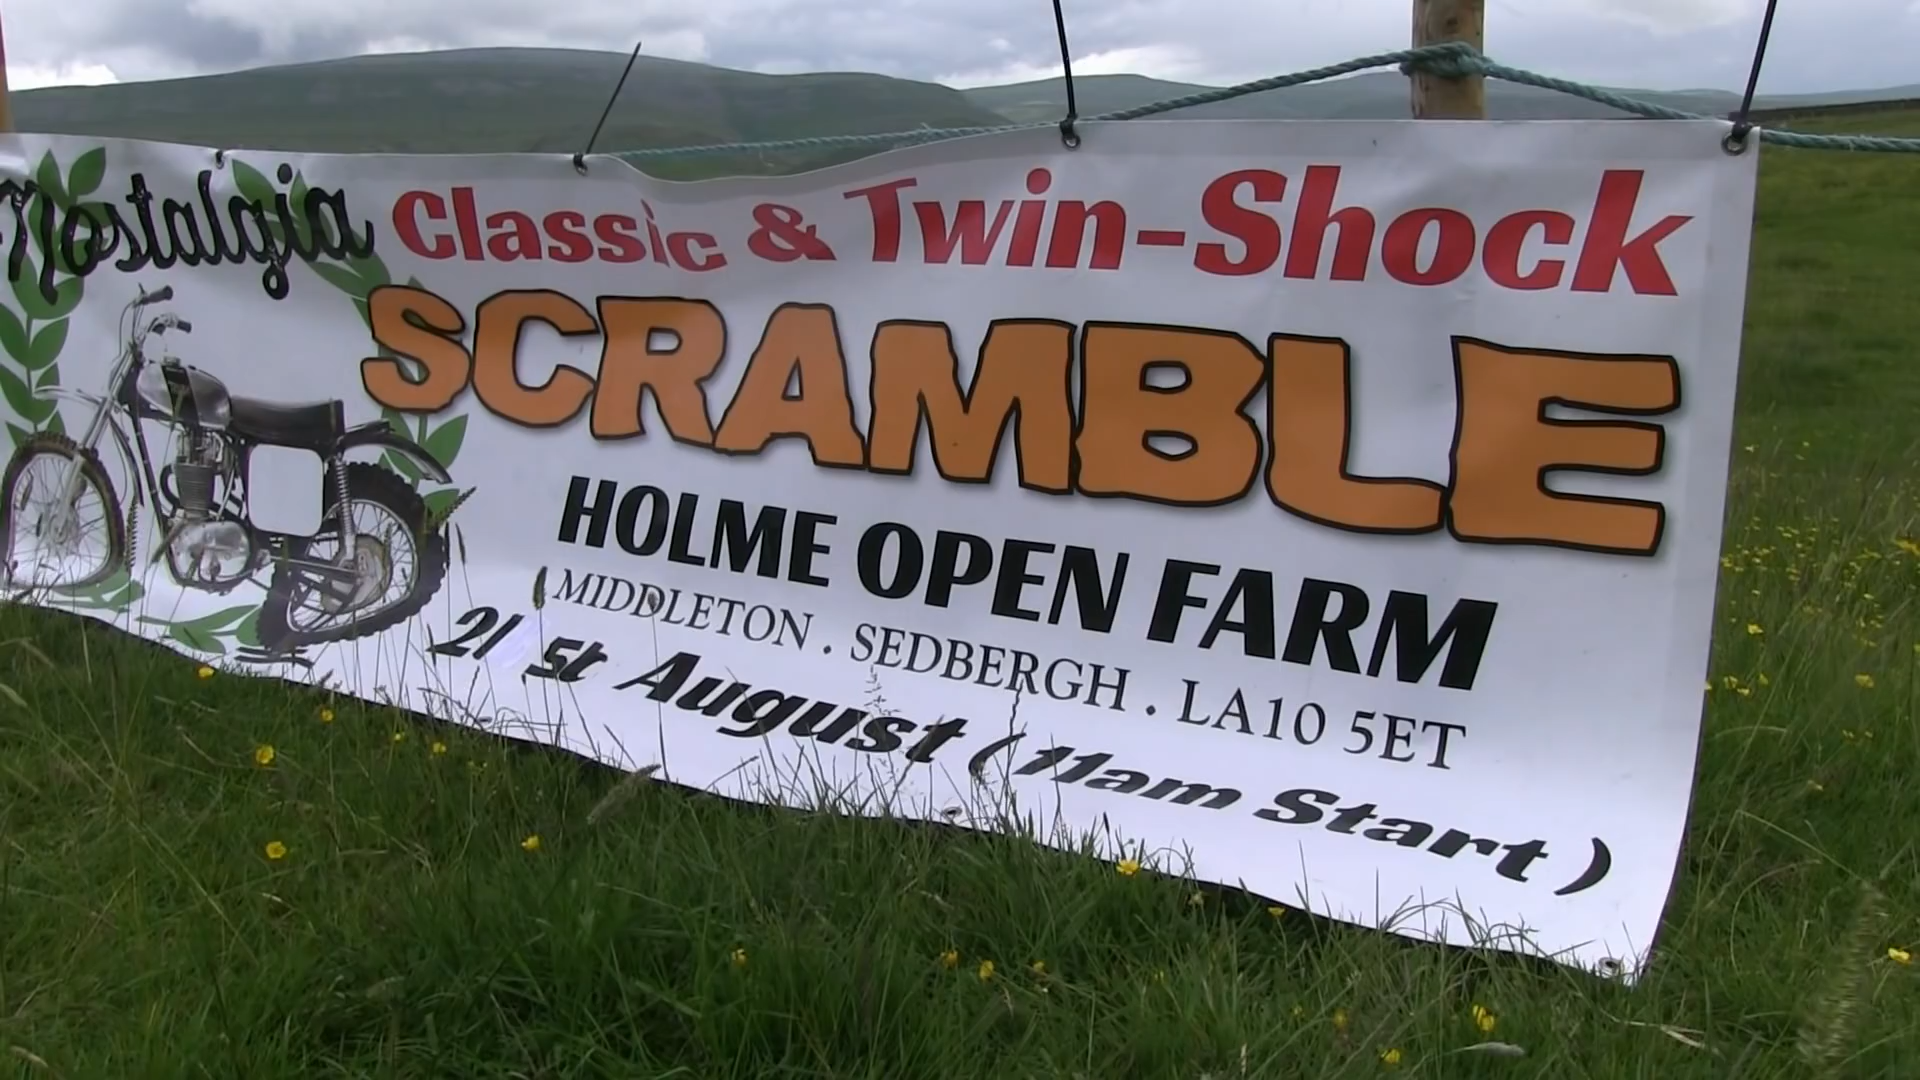 Nostalgia Classic & Twin-Shock
SCRAMBLE
HOLME OPEN FARM
MIDDLETON . SEDBERGH . LA10 5ET
21st August (11am Start)